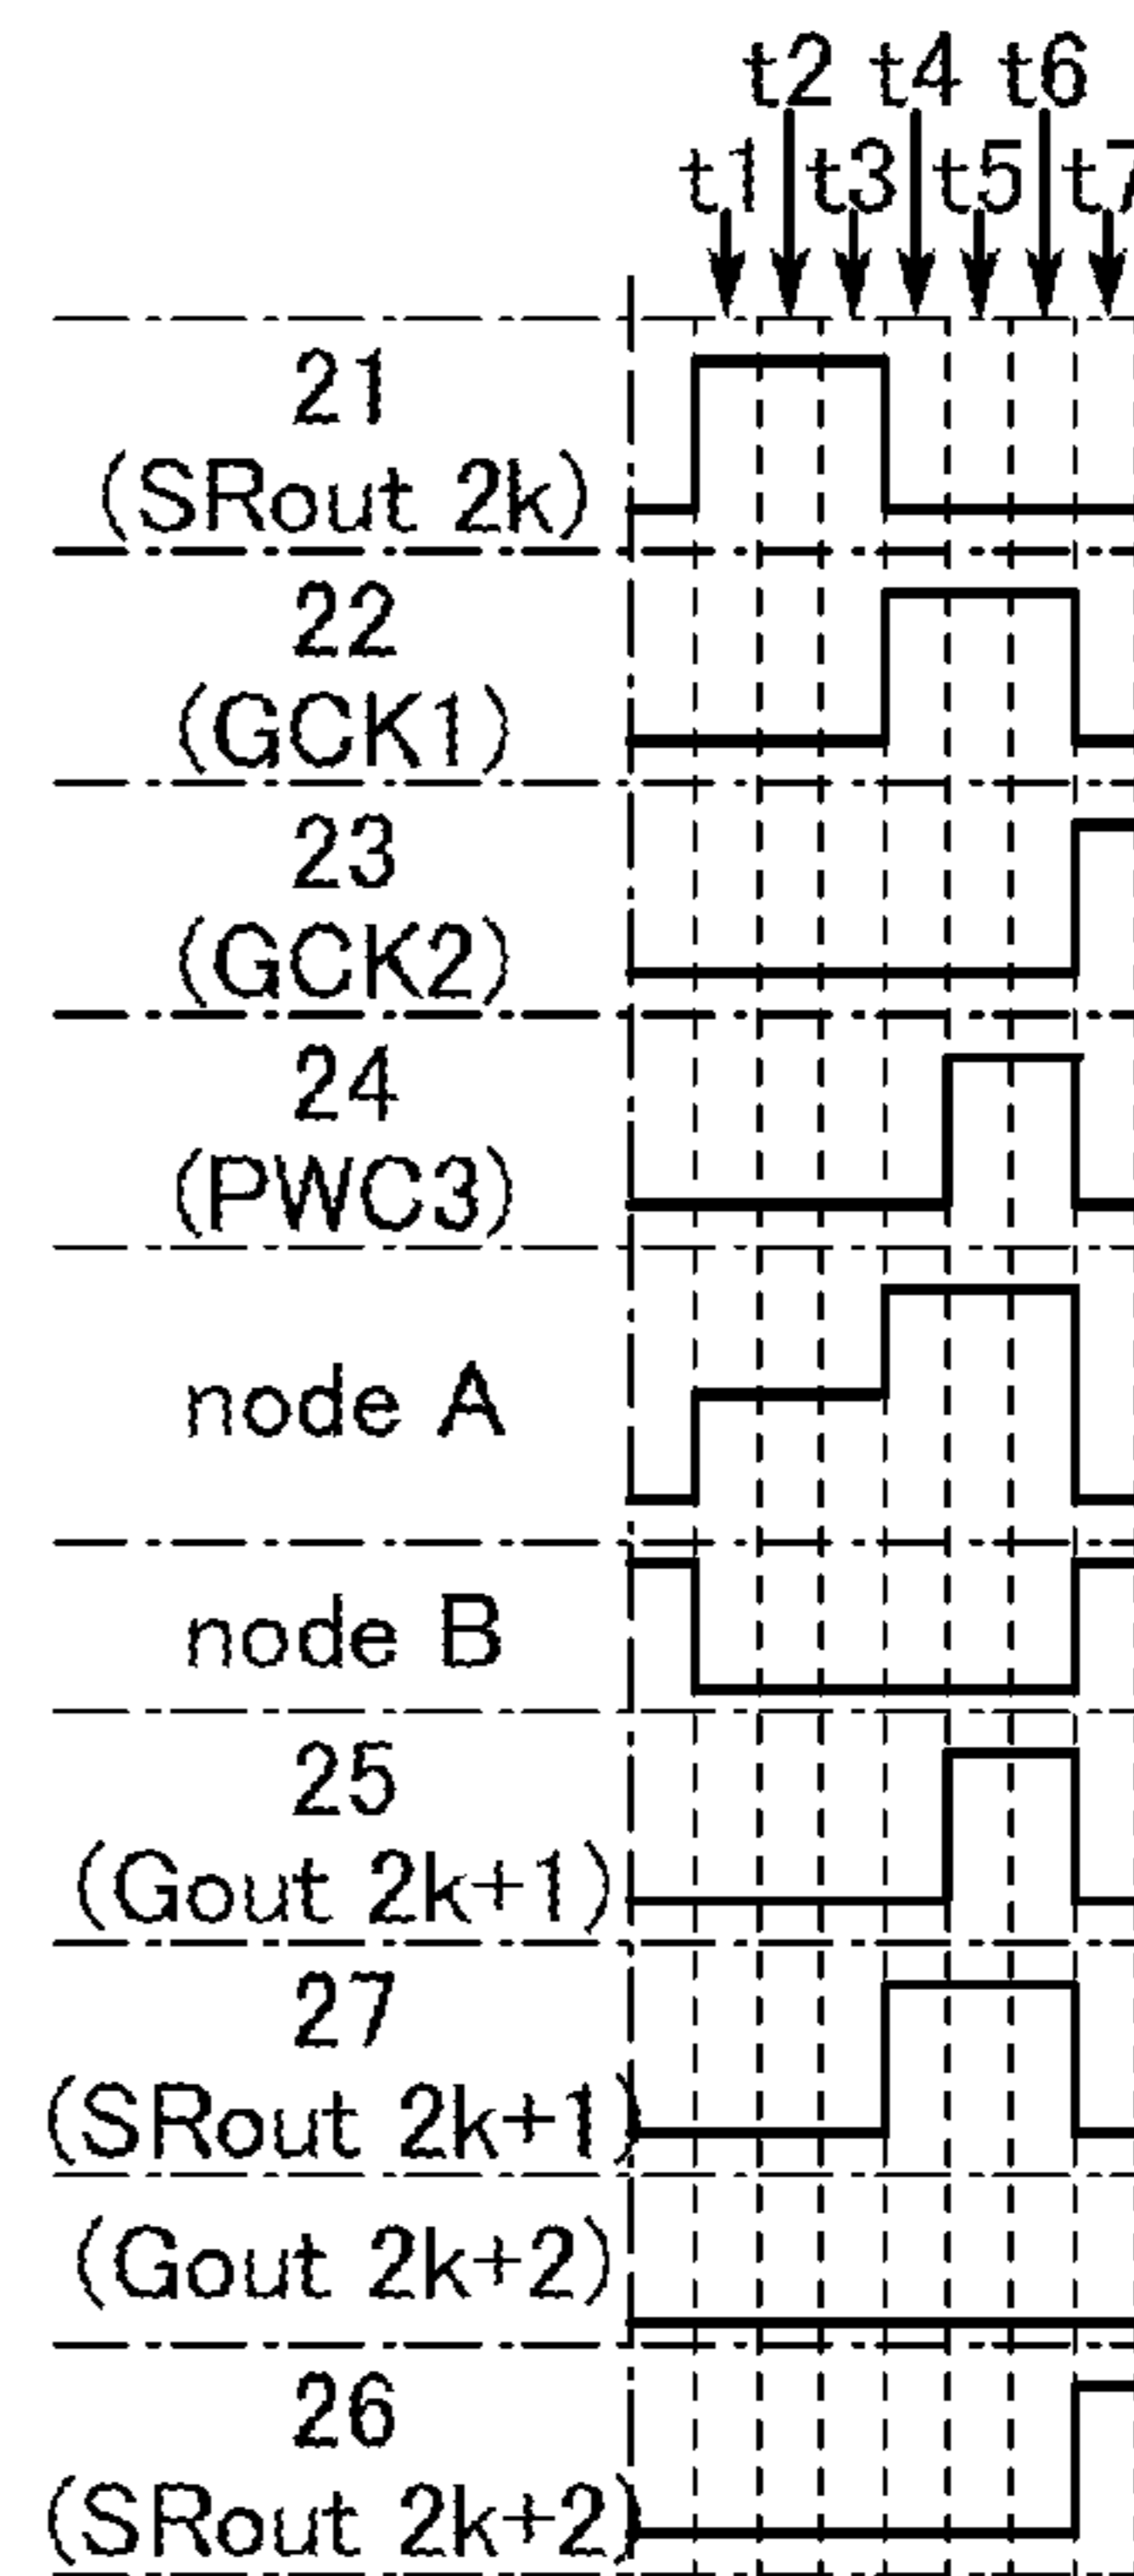 t2 t4 t6
t1 t3 t5 t7
21
(SRout 2k)
22
(GCK1)
23
(GCK2)
24
(PWC3)
node A
node B
25
(Gout 2k+1)
27
(SRout 2k+1)
(Gout 2k+2)
26
(SRout 2k+2)